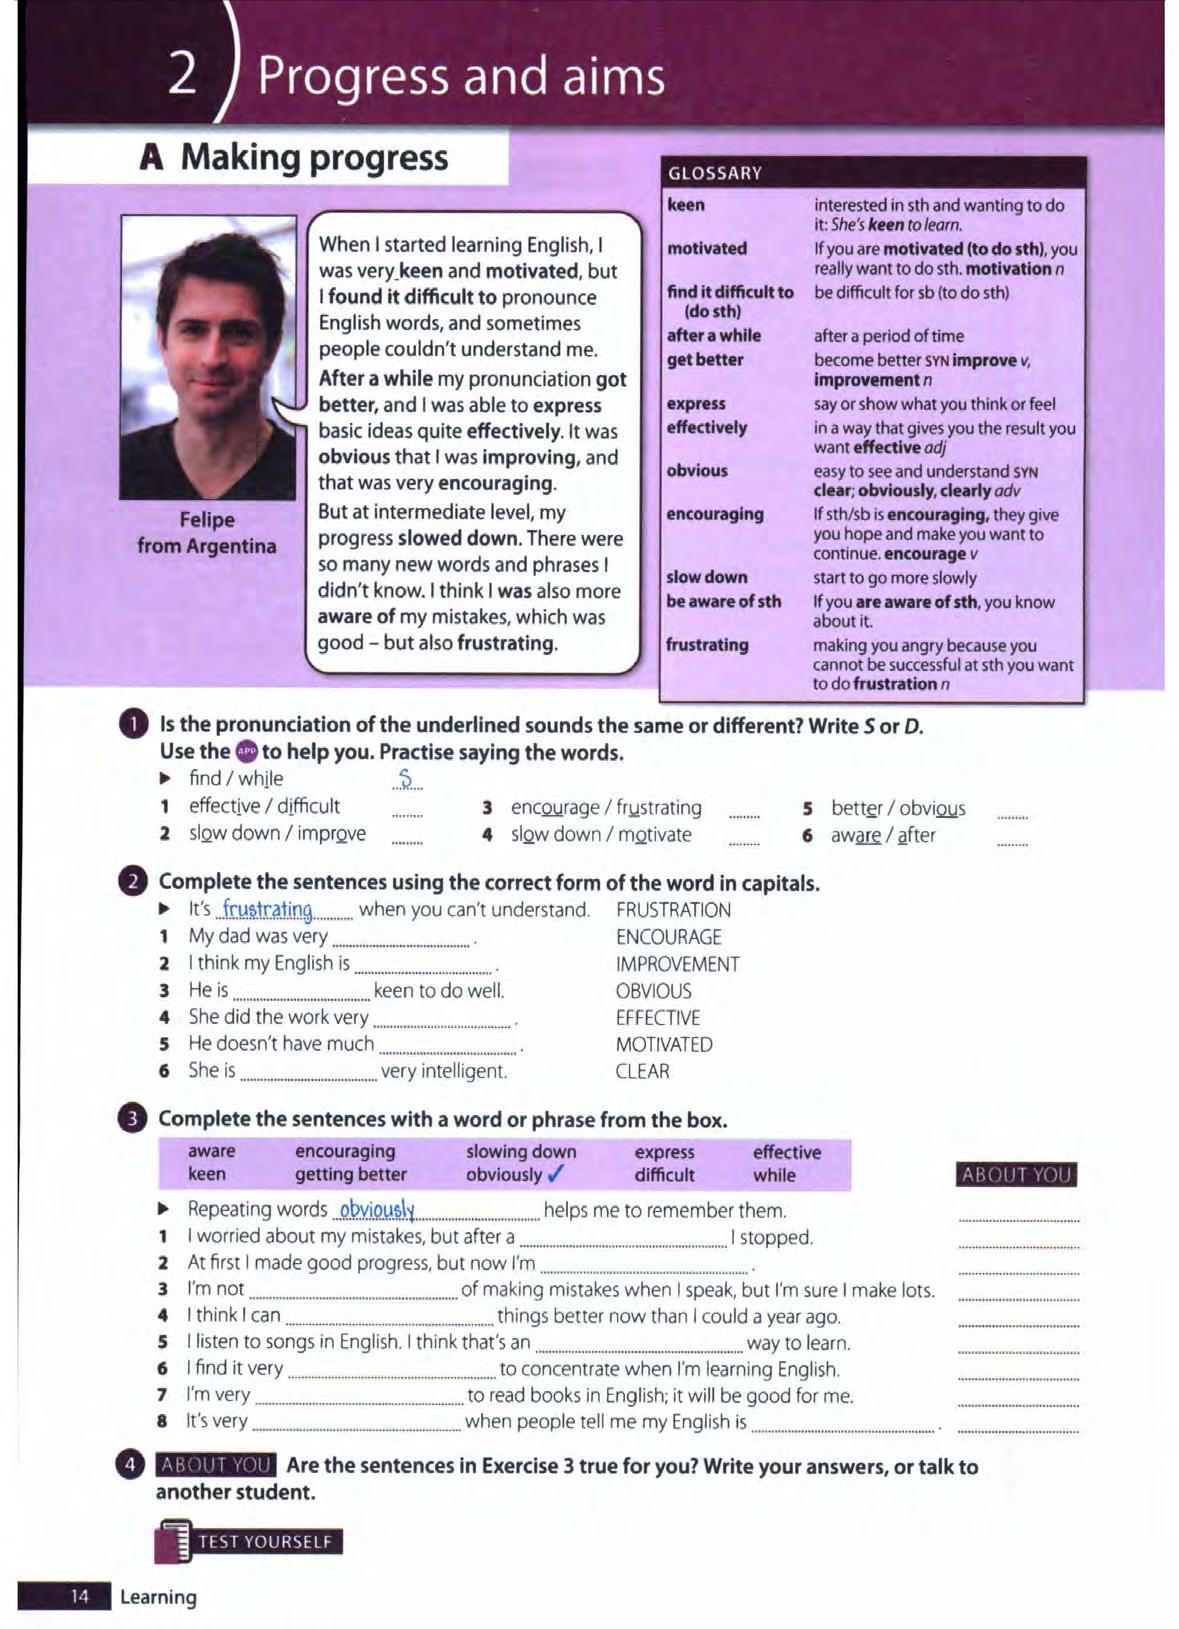 2 Progress and aims
A Making progress
When I started learning English, I
was very keen and motivated, but
I found it difficult to pronounce
English words, and sometimes
people couldn't understand me.
After a while my pronunciation got
better, and I was able to express
basic ideas quite effectively. It was
obvious that I was improving, and
that was very encouraging.
But at intermediate level, my
progress slowed down. There were
so many new words and phrases I
didn't know. I think I was also more
aware of my mistakes, which was
good – but also frustrating.
Felipe
from Argentina
GLOSSARY
keen interested in sth and wanting to do
it: She's keen to learn.
motivated If you are motivated (to do sth), you
really want to do sth. motivation n
find it difficult to be difficult for sb (to do sth)
(do sth)
after a while after a period of time
get better become better SYN improve v,
improvement n
express say or show what you think or feel
effectively in a way that gives you the result you
want effective adj
obvious easy to see and understand SYN
clear; obviously, clearly adv
encouraging If sth/sb is encouraging, they give
you hope and make you want to
continue. encourage v
slow down start to go more slowly
be aware of sth If you are aware of sth, you know
about it.
frustrating making you angry because you
cannot be successful at sth you want
to do frustration n
1 Is the pronunciation of the underlined sounds the same or different? Write S or D.
Use the APP to help you. Practise saying the words.
▶ find / while S
1 effective / difficult ........ 3 encourage / frustrating ........ 5 better / obvious ........
2 slow down / improve ........ 4 slow down / motivate ........ 6 aware / after ........
2 Complete the sentences using the correct form of the word in capitals.
▶ It's frustrating when you can't understand. FRUSTRATION
1 My dad was very ........ . ENCOURAGE
2 I think my English is ........ . IMPROVEMENT
3 He is ........ keen to do well. OBVIOUS
4 She did the work very ........ . EFFECTIVE
5 He doesn't have much ........ . MOTIVATED
6 She is ........ very intelligent. CLEAR
3 Complete the sentences with a word or phrase from the box.
aware encouraging slowing down express effective
keen getting better obviously ✓ difficult while
ABOUT YOU
▶ Repeating words obviously helps me to remember them. ........
1 I worried about my mistakes, but after a ........ I stopped. ........
2 At first I made good progress, but now I'm ........ . ........
3 I'm not ........ of making mistakes when I speak, but I'm sure I make lots. ........
4 I think I can ........ things better now than I could a year ago. ........
5 I listen to songs in English. I think that's an ........ way to learn. ........
6 I find it very ........ to concentrate when I'm learning English. ........
7 I'm very ........ to read books in English; it will be good for me. ........
8 It's very ........ when people tell me my English is ........ . ........
4 ABOUT YOU Are the sentences in Exercise 3 true for you? Write your answers, or talk to
another student.
TEST YOURSELF
14 Learning